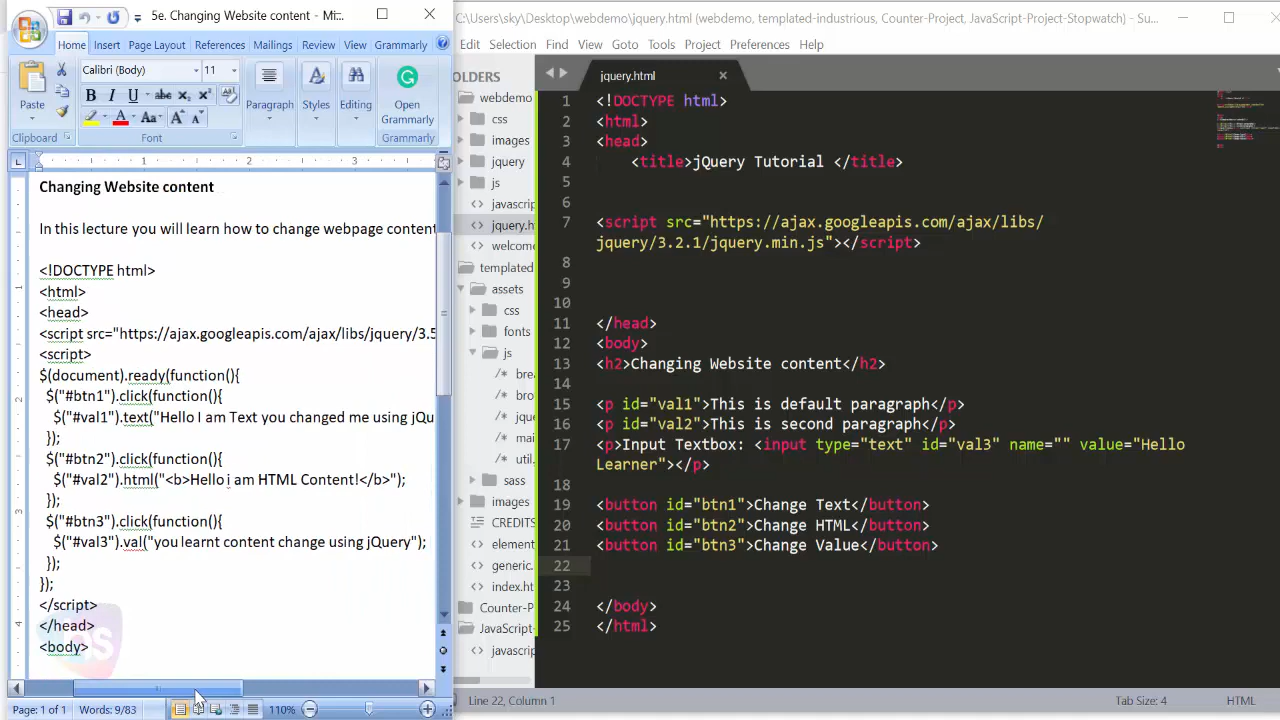 5e. Changing Website content - Mi...
Home Insert Page Layout References Mailings Review View Grammarly
Paste
Calibri (Body) 11
B I U abc x₂ x² Aa A A
Paragraph Styles Editing Open Grammarly
Clipboard Font Grammarly
1 2 3
Changing Website content
In this lecture you will learn how to change webpage content
<!DOCTYPE html>
<html>
<head>
<script src="https://ajax.googleapis.com/ajax/libs/jquery/3.5
<script>
$(document).ready(function(){
$("#btn1").click(function(){
$("#val1").text("Hello I am Text you changed me using jQu
});
$("#btn2").click(function(){
$("#val2").html("<b>Hello i am HTML Content!</b>");
});
$("#btn3").click(function(){
$("#val3").val("you learnt content change using jQuery");
});
});
</script>
</head>
<body>
Page: 1 of 1 Words: 9/83 110%
C:\Users\sky\Desktop\webdemo\jquery.html (webdemo, templated-industrious, Counter-Project, JavaScript-Project-Stopwatch) - Su...
Edit Selection Find View Goto Tools Project Preferences Help
OLDERS
webdemo
css
images
jquery
js
javascrip
jquery.h
welcome
templated
assets
css
fonts
js
brea
bro
jque
mai
util.
sass
images
CREDITS
element
generic.
index.ht
Counter-P
JavaScript-
javascrip
jquery.html
1 <!DOCTYPE html>
2 <html>
3 <head>
4 <title>jQuery Tutorial </title>
5
6
7 <script src="https://ajax.googleapis.com/ajax/libs/
jquery/3.2.1/jquery.min.js"></script>
8
9
10
11 </head>
12 <body>
13 <h2>Changing Website content</h2>
14
15 <p id="val1">This is default paragraph</p>
16 <p id="val2">This is second paragraph</p>
17 <p>Input Textbox: <input type="text" id="val3" name="" value="Hello
Learner"></p>
18
19 <button id="btn1">Change Text</button>
20 <button id="btn2">Change HTML</button>
21 <button id="btn3">Change Value</button>
22
23
24 </body>
25 </html>
Line 22, Column 1 Tab Size: 4 HTML